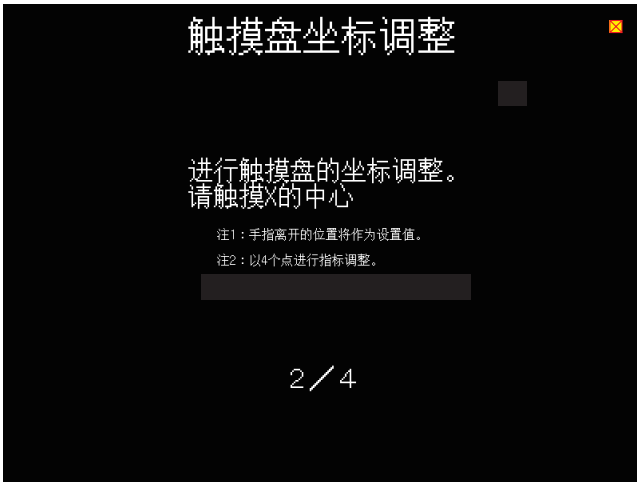 触摸盘坐标调整
进行触摸盘的坐标调整。
请触摸X的中心
注1：手指离开的位置将作为设置值。
注2：以4个点进行指标调整。
2／4